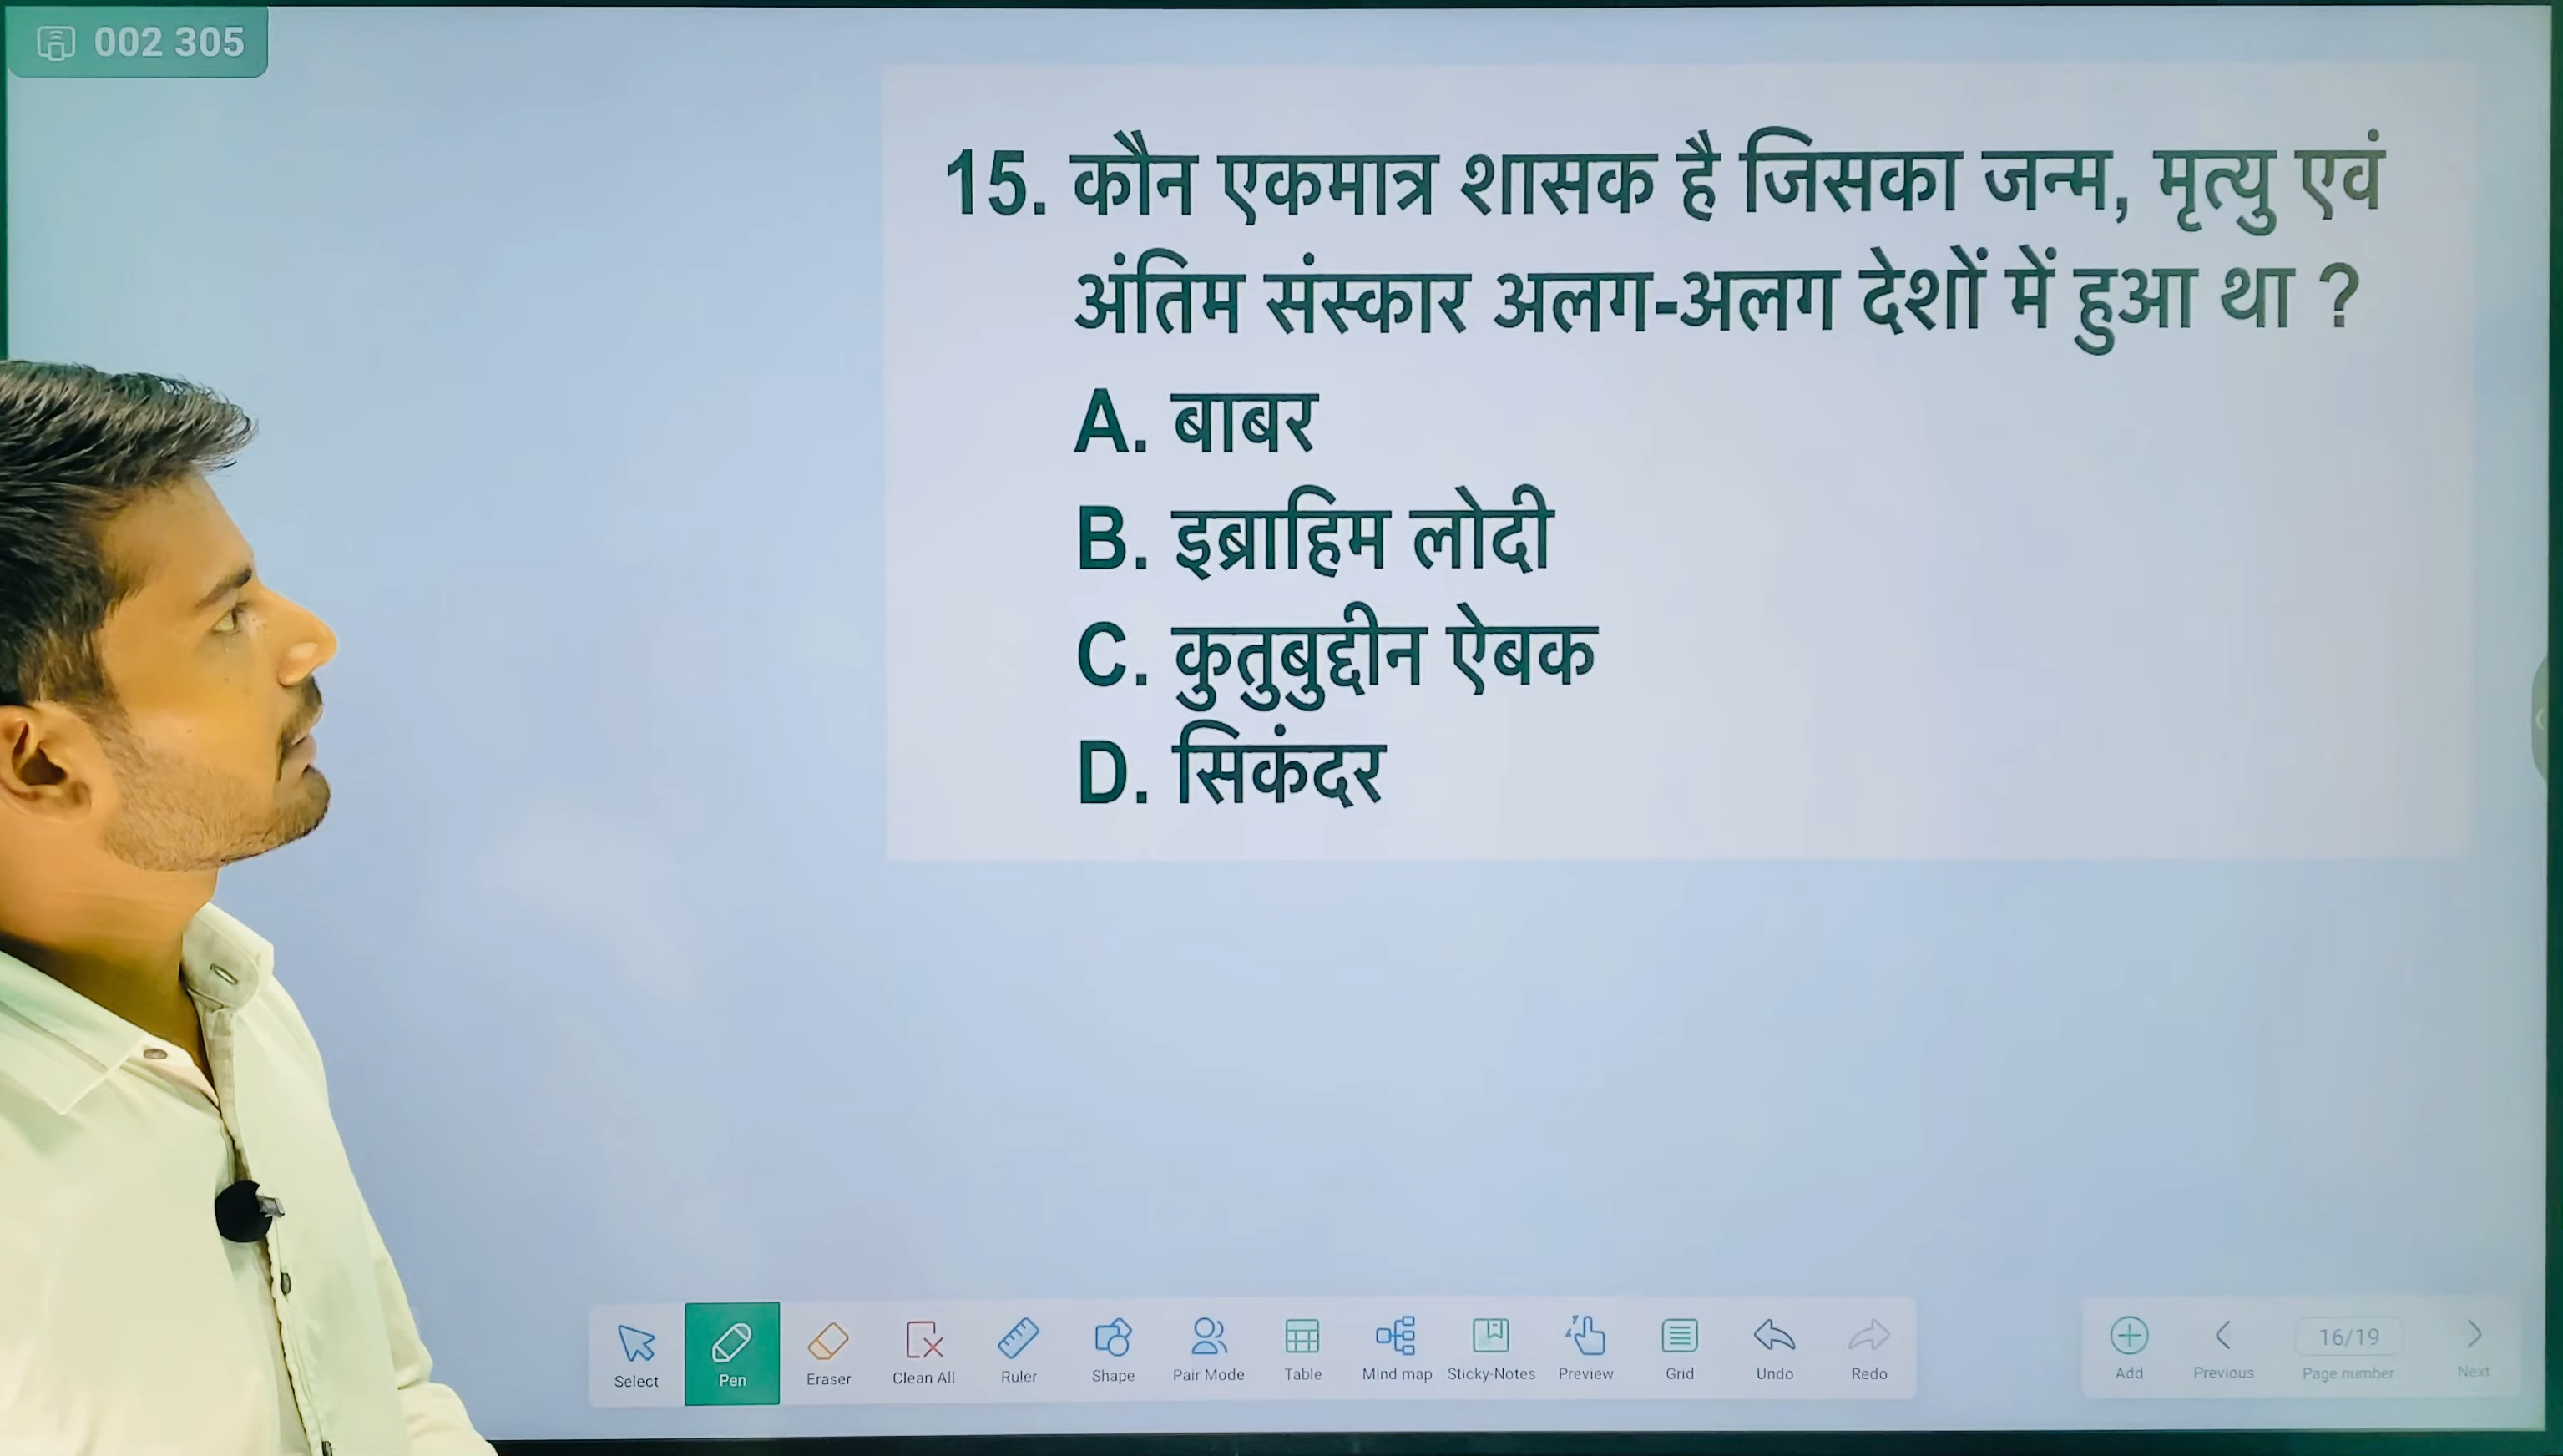 002 305
15. कौन एकमात्र शासक है जिसका जन्म, मृत्यु एवं
अंतिम संस्कार अलग-अलग देशों में हुआ था ?
A. बाबर
B. इब्राहिम लोदी
C. कुतुबुद्दीन ऐबक
D. सिकंदर
Select Pen Eraser Clean All Ruler Shape Pair Mode Table Mind map Sticky-Notes Preview Grid Undo Redo
16/19
Add Previous Page number Next